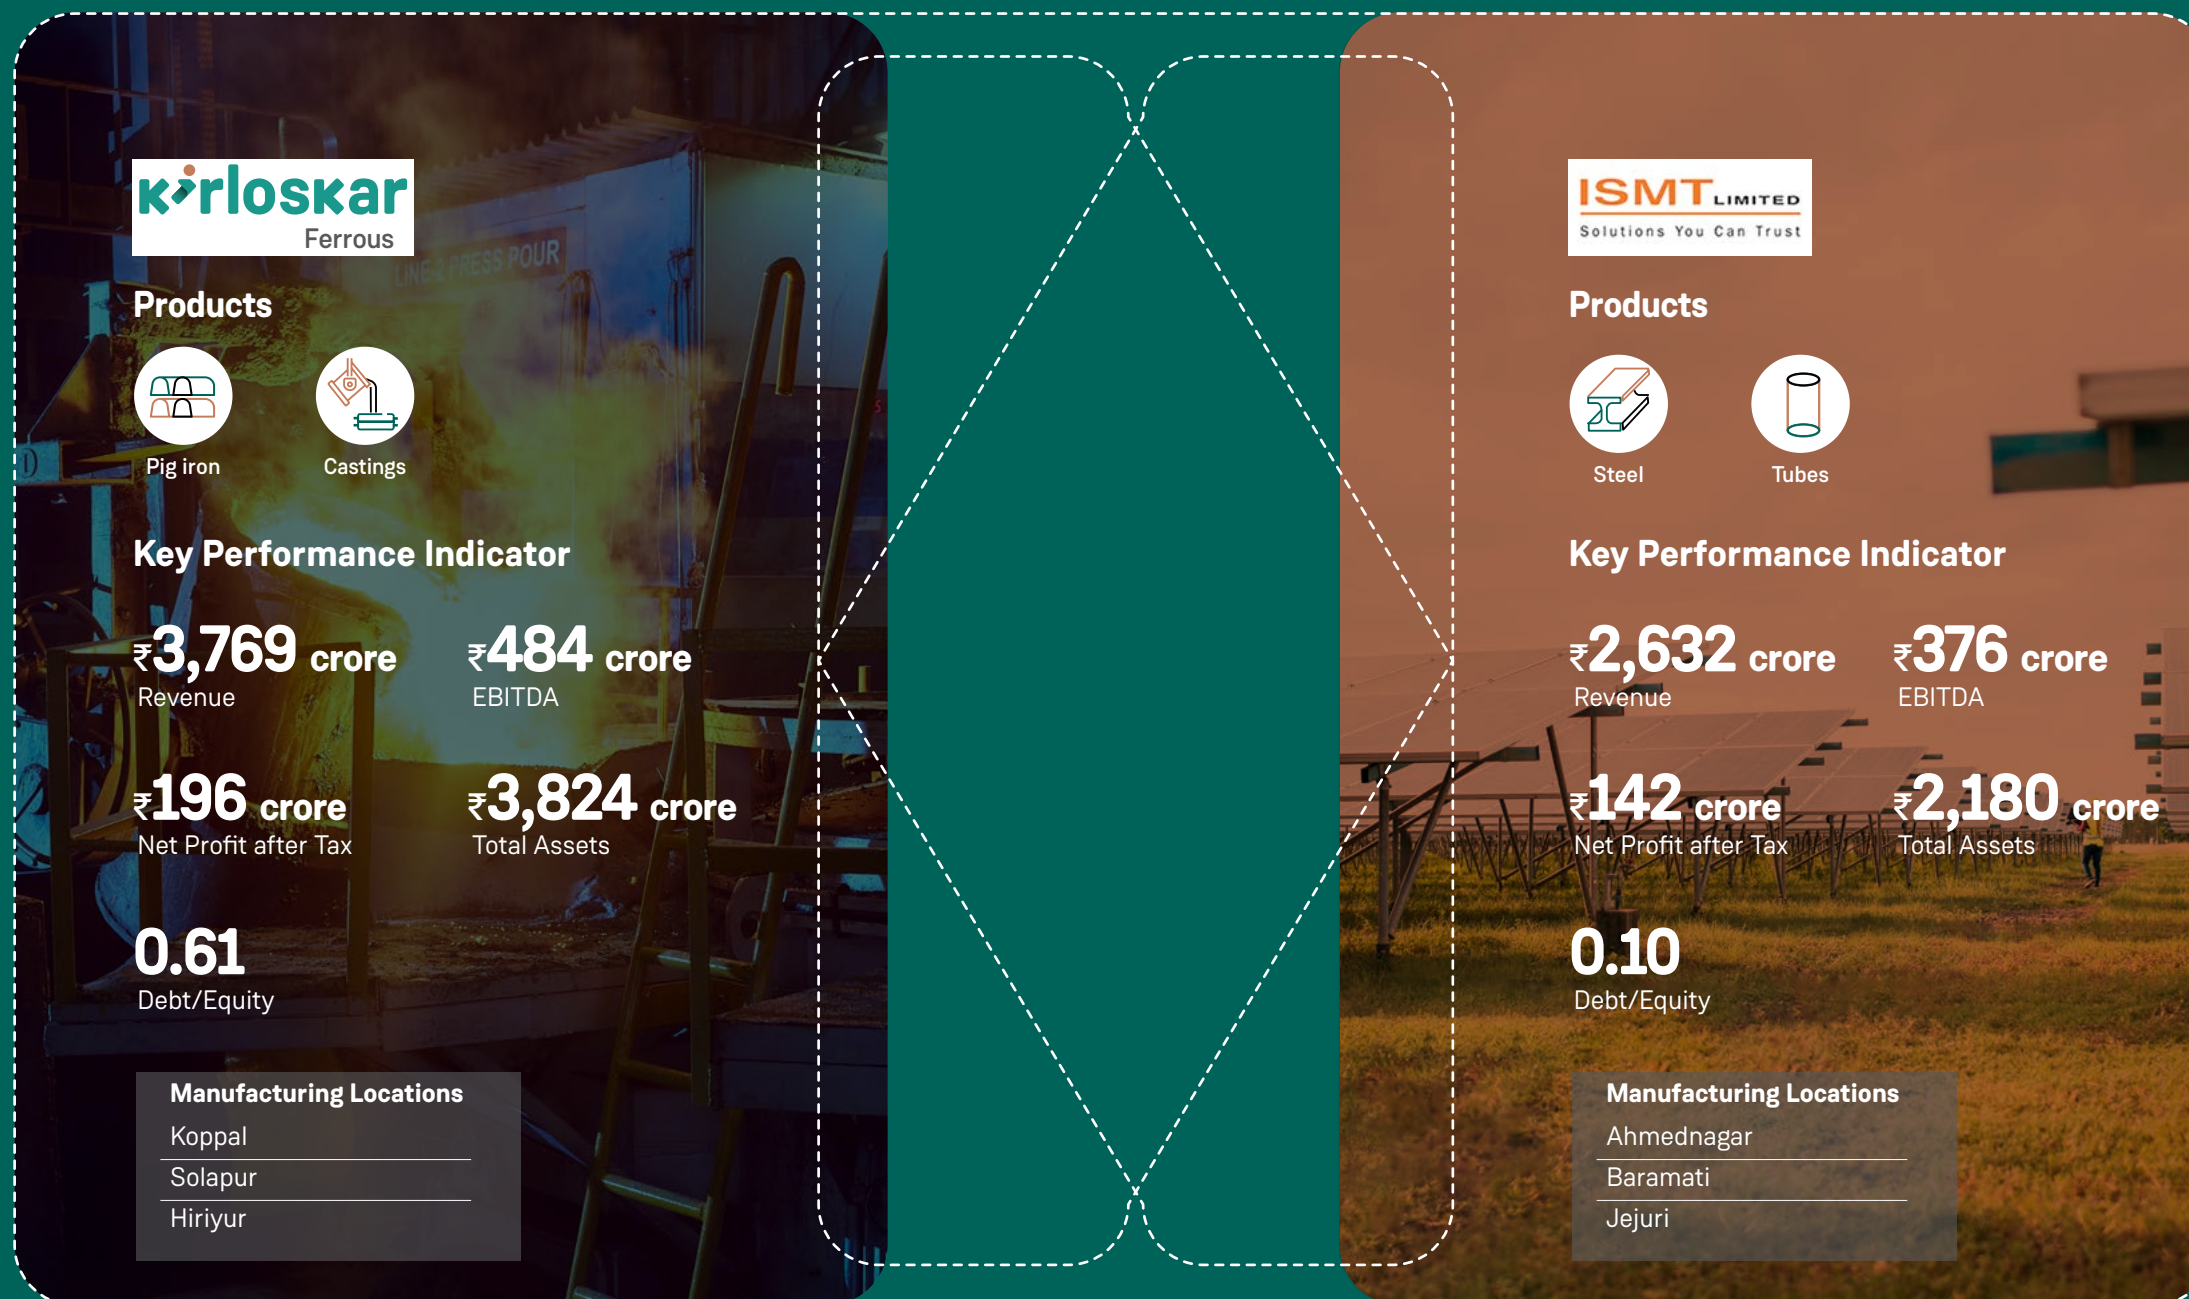 kirloskar
Ferrous
LINE 2 PRESS POUR
Products
Pig iron
Castings
Key Performance Indicator
₹3,769 crore
Revenue
₹484 crore
EBITDA
₹196 crore
Net Profit after Tax
₹3,824 crore
Total Assets
0.61
Debt/Equity
Manufacturing Locations
Koppal
Solapur
Hiriyur
ISMT LIMITED
Solutions You Can Trust
Products
Steel
Tubes
Key Performance Indicator
₹2,632 crore
Revenue
₹376 crore
EBITDA
₹142 crore
Net Profit after Tax
₹2,180 crore
Total Assets
0.10
Debt/Equity
Manufacturing Locations
Ahmednagar
Baramati
Jejuri